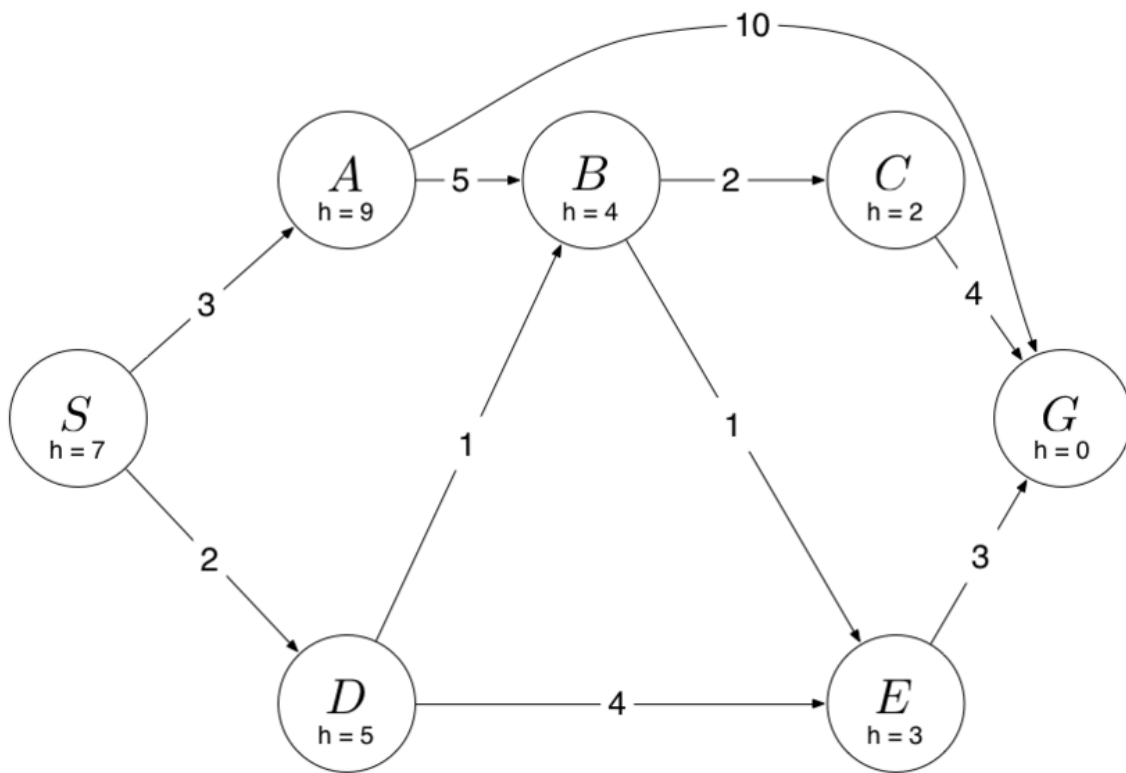 10
A
h = 9
5
B
h = 4
2
C
h = 2
3
4
S
h = 7
1
1
G
h = 0
2
3
D
h = 5
4
E
h = 3